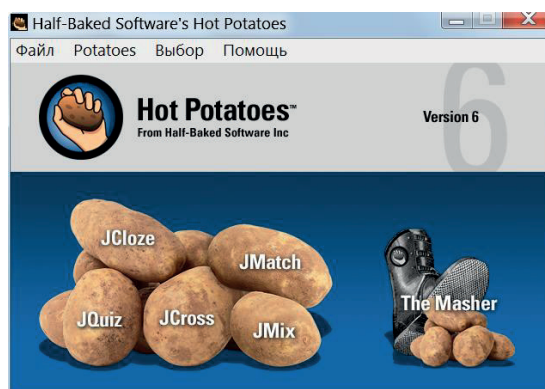 Half-Baked Software's Hot Potatoes
Файл Potatoes Выбор Помощь
Hot Potatoes™
From Half-Baked Software Inc
Version 6
6
JCloze
JMatch
JQuiz
JCross
JMix
The Masher